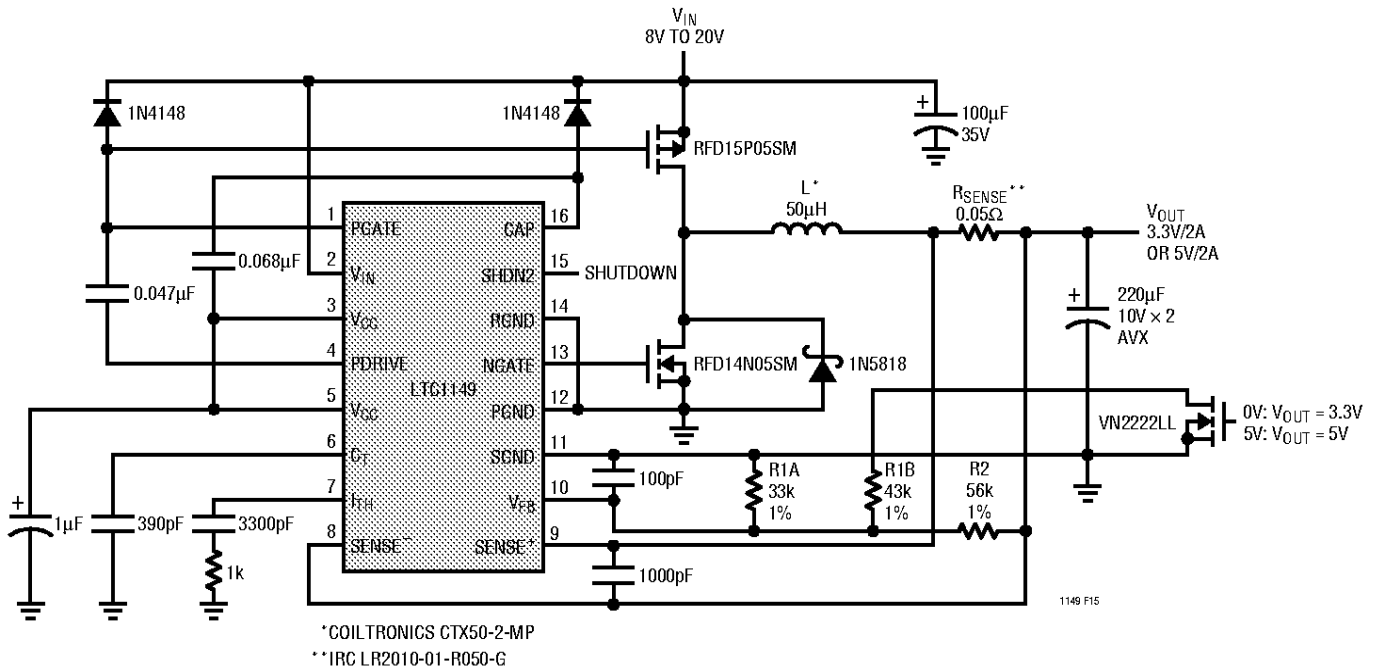 VIN
8V TO 20V
1N4148
1N4148
RFD15P05SM
+
100µF
35V
L*
50µH
RSENSE**
0.05Ω
VOUT
3.3V/2A
OR 5V/2A
1
PGATE
CAP
16
0.068µF
2
VIN
SHDN2
15
SHUTDOWN
0.047µF
3
VCC
RGND
14
+
220µF
10V × 2
AVX
4
PDRIVE
NGATE
13
RFD14N05SM
1N5818
LTC1149
5
VCC
PGND
12
VN2222LL
0V: VOUT = 3.3V
5V: VOUT = 5V
6
CT
SGND
11
100pF
R1A
33k
1%
R1B
43k
1%
R2
56k
1%
7
ITH
VFB
10
+
1µF
390pF
3300pF
8
SENSE–
SENSE+
9
1k
1000pF
1149 F15
*COILTRONICS CTX50-2-MP
**IRC LR2010-01-R050-G